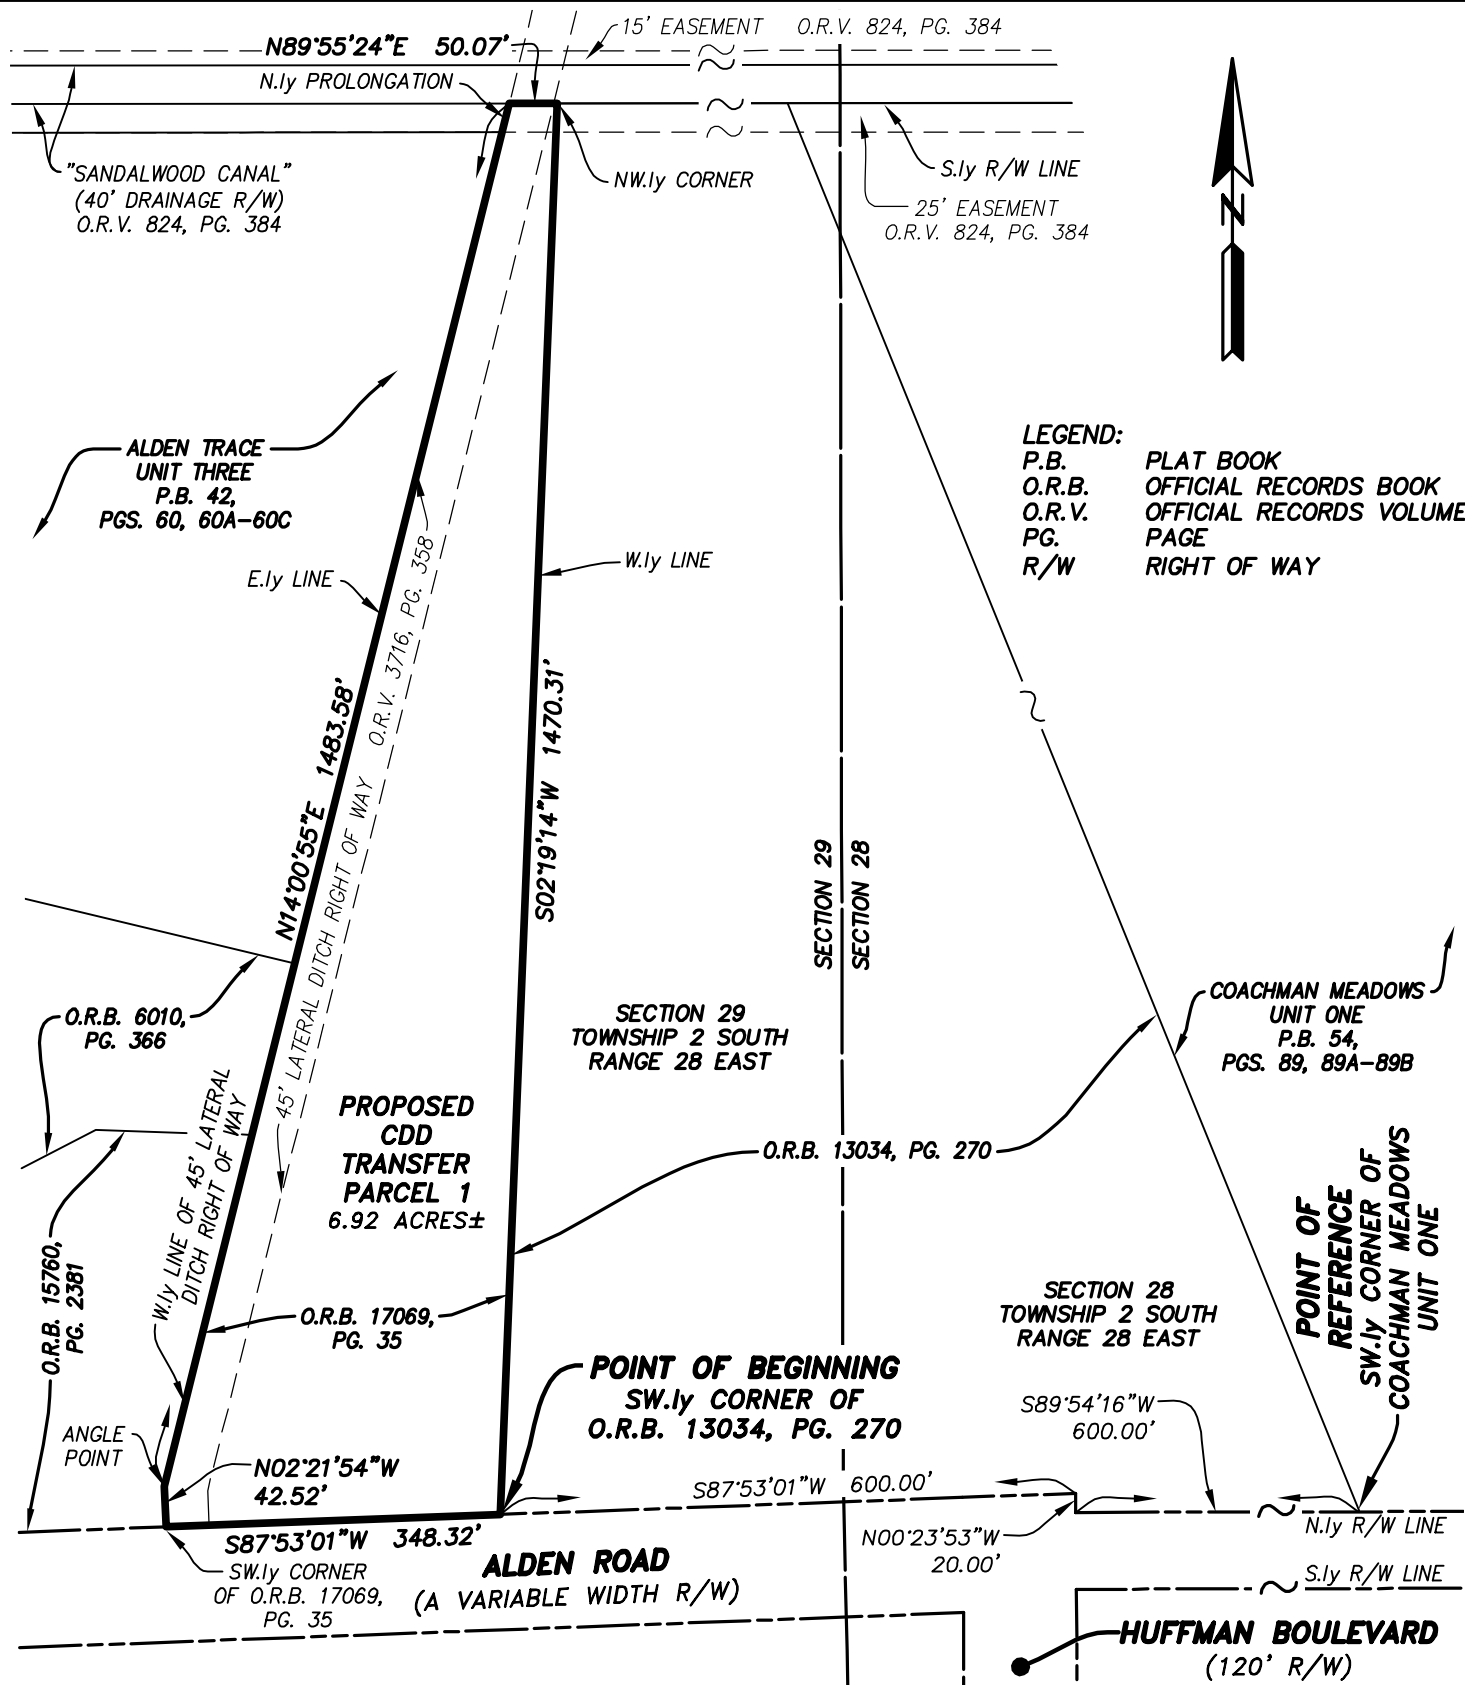 15' EASEMENT O.R.V. 824, PG. 384
N89°55'24"E 50.07'
N.ly PROLONGATION
"SANDALWOOD CANAL"
(40' DRAINAGE R/W)
O.R.V. 824, PG. 384
NW.ly CORNER
S.ly R/W LINE
25' EASEMENT
O.R.V. 824, PG. 384
N
ALDEN TRACE
UNIT THREE
P.B. 42,
PGS. 60, 60A-60C
LEGEND:
P.B. PLAT BOOK
O.R.B. OFFICIAL RECORDS BOOK
O.R.V. OFFICIAL RECORDS VOLUME
PG. PAGE
R/W RIGHT OF WAY
E.ly LINE
W.ly LINE
N14°00'55"E 1483.58'
45' LATERAL DITCH RIGHT OF WAY O.R.V. 3716, PG. 358
S02°19'14"W 1470.31'
SECTION 29
SECTION 28
O.R.B. 6010,
PG. 366
SECTION 29
TOWNSHIP 2 SOUTH
RANGE 28 EAST
COACHMAN MEADOWS
UNIT ONE
P.B. 54,
PGS. 89, 89A-89B
PROPOSED
CDD
TRANSFER
PARCEL 1
6.92 ACRES±
O.R.B. 13034, PG. 270
W.ly LINE OF 45' LATERAL
DITCH RIGHT OF WAY
O.R.B. 15760,
PG. 2381
O.R.B. 17069,
PG. 35
SECTION 28
TOWNSHIP 2 SOUTH
RANGE 28 EAST
POINT OF
REFERENCE
SW.ly CORNER OF
COACHMAN MEADOWS
UNIT ONE
POINT OF BEGINNING
SW.ly CORNER OF
O.R.B. 13034, PG. 270
S89°54'16"W
600.00'
ANGLE
POINT
N02°21'54"W
42.52'
S87°53'01"W 600.00'
S87°53'01"W 348.32'
N00°23'53"W
20.00'
N.ly R/W LINE
SW.ly CORNER
OF O.R.B. 17069,
PG. 35
ALDEN ROAD
(A VARIABLE WIDTH R/W)
S.ly R/W LINE
HUFFMAN BOULEVARD
(120' R/W)